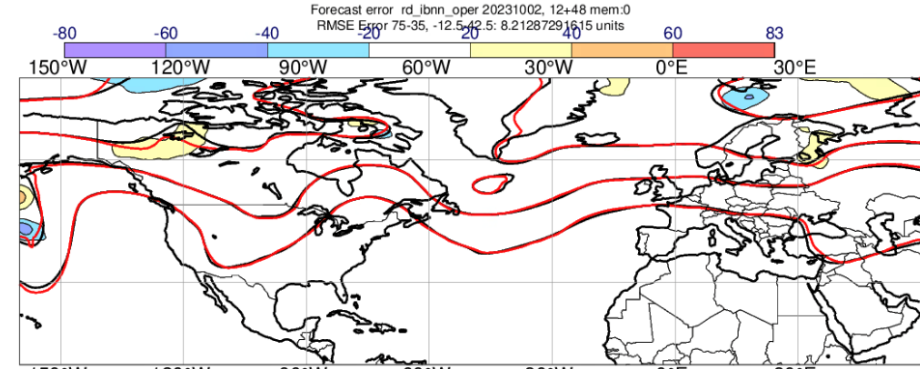 Forecast error rd_ibnn_oper 20231002, 12+48 mem:0
RMSE Error 75-35, -12.5-42.5: 8.21287291615 units
-80 -60 -40 -20 20 40 60 83
150°W 120°W 90°W 60°W 30°W 0°E 30°E